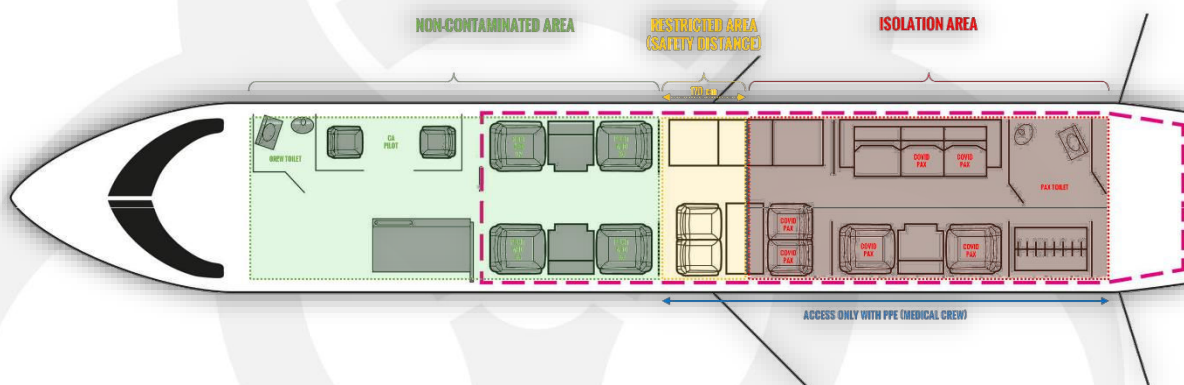 NON-CONTAMINATED AREA
RESTRICTED AREA
(SAFETY DISTANCE)
ISOLATION AREA
CREW TOILET
PILOT
COVID
PAX
COVID
PAX
PAX TOILET
COVID
PAX
COVID
PAX
COVID
PAX
COVID
PAX
ACCESS ONLY WITH PPE (MEDICAL CREW)